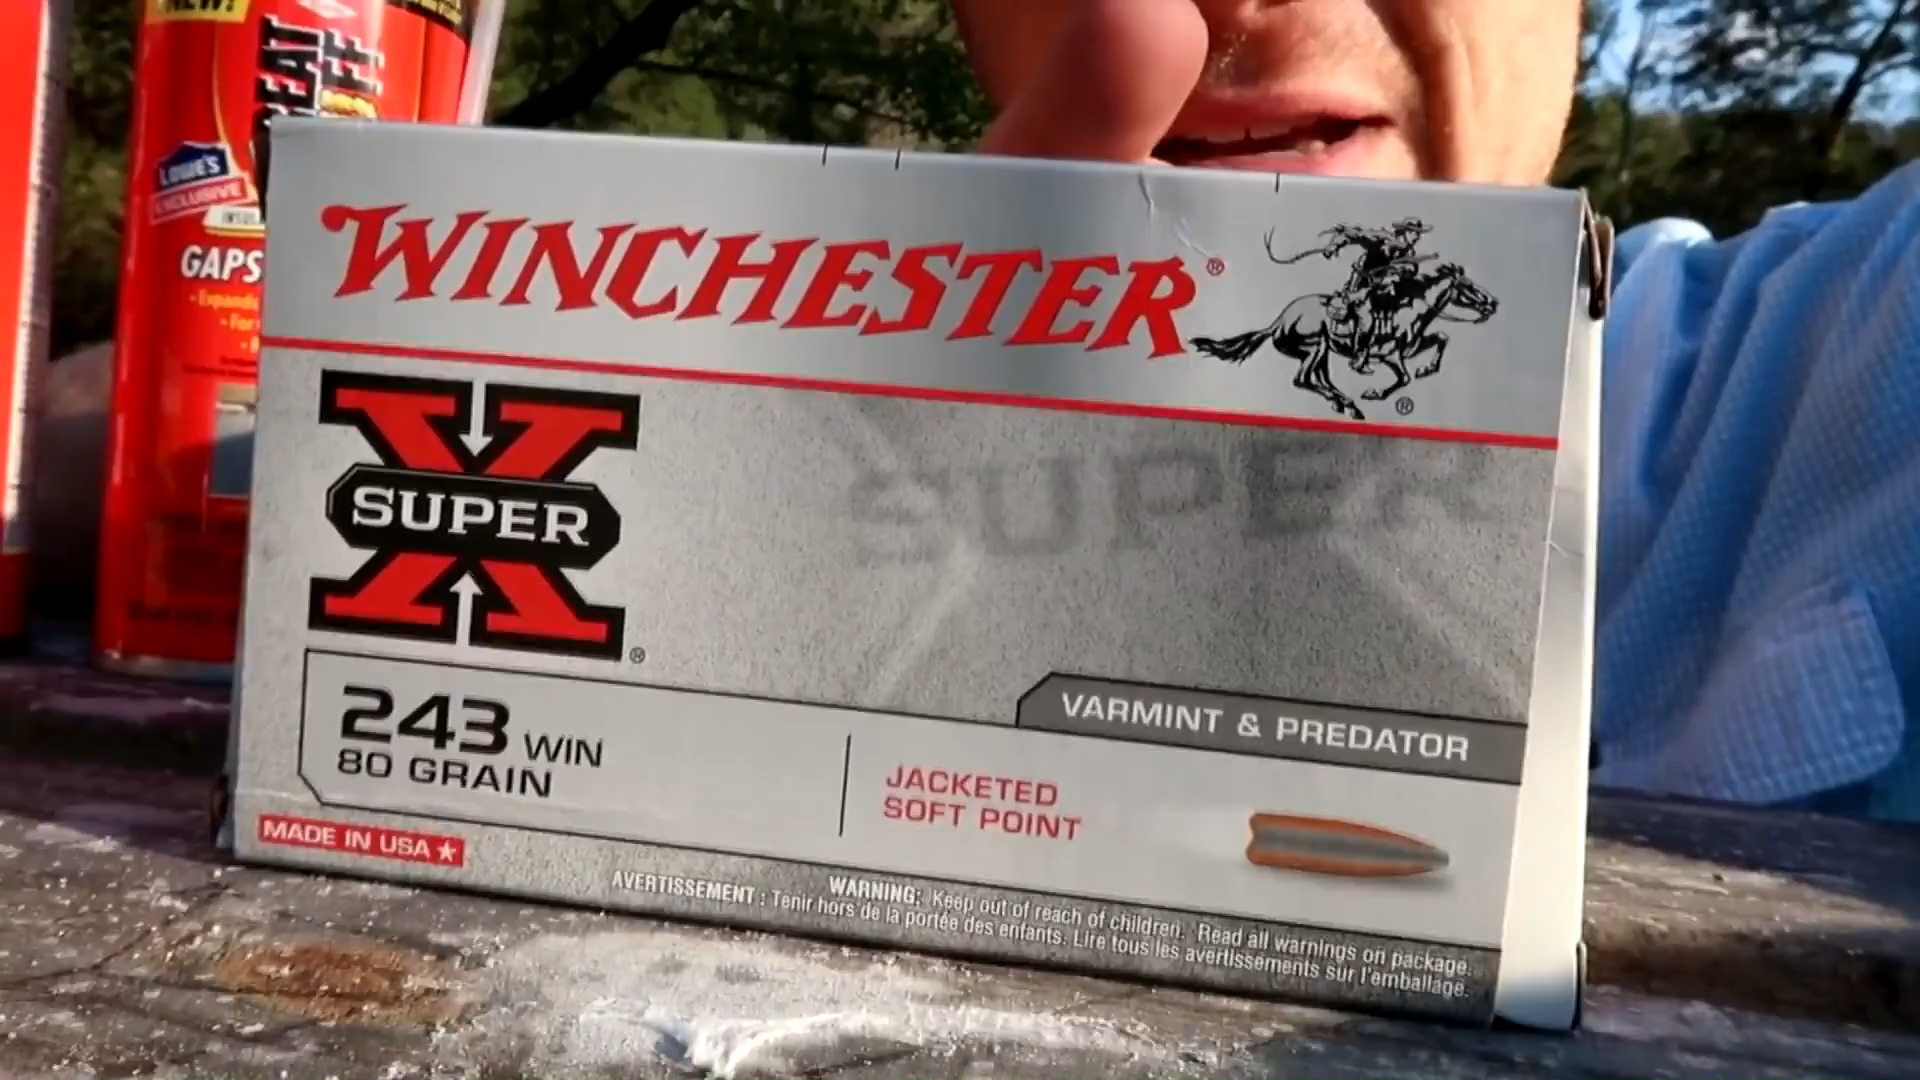 NEW!
LOWE'S
EXCLUSIVE
GAPS
WINCHESTER®
®
X
SUPER
®
SUPER
243 WIN
80 GRAIN
VARMINT & PREDATOR
JACKETED
SOFT POINT
MADE IN USA
WARNING: Keep out of reach of children. Read all warnings on package.
AVERTISSEMENT : Tenir hors de la portée des enfants. Lire tous les avertissements sur l'emballage.